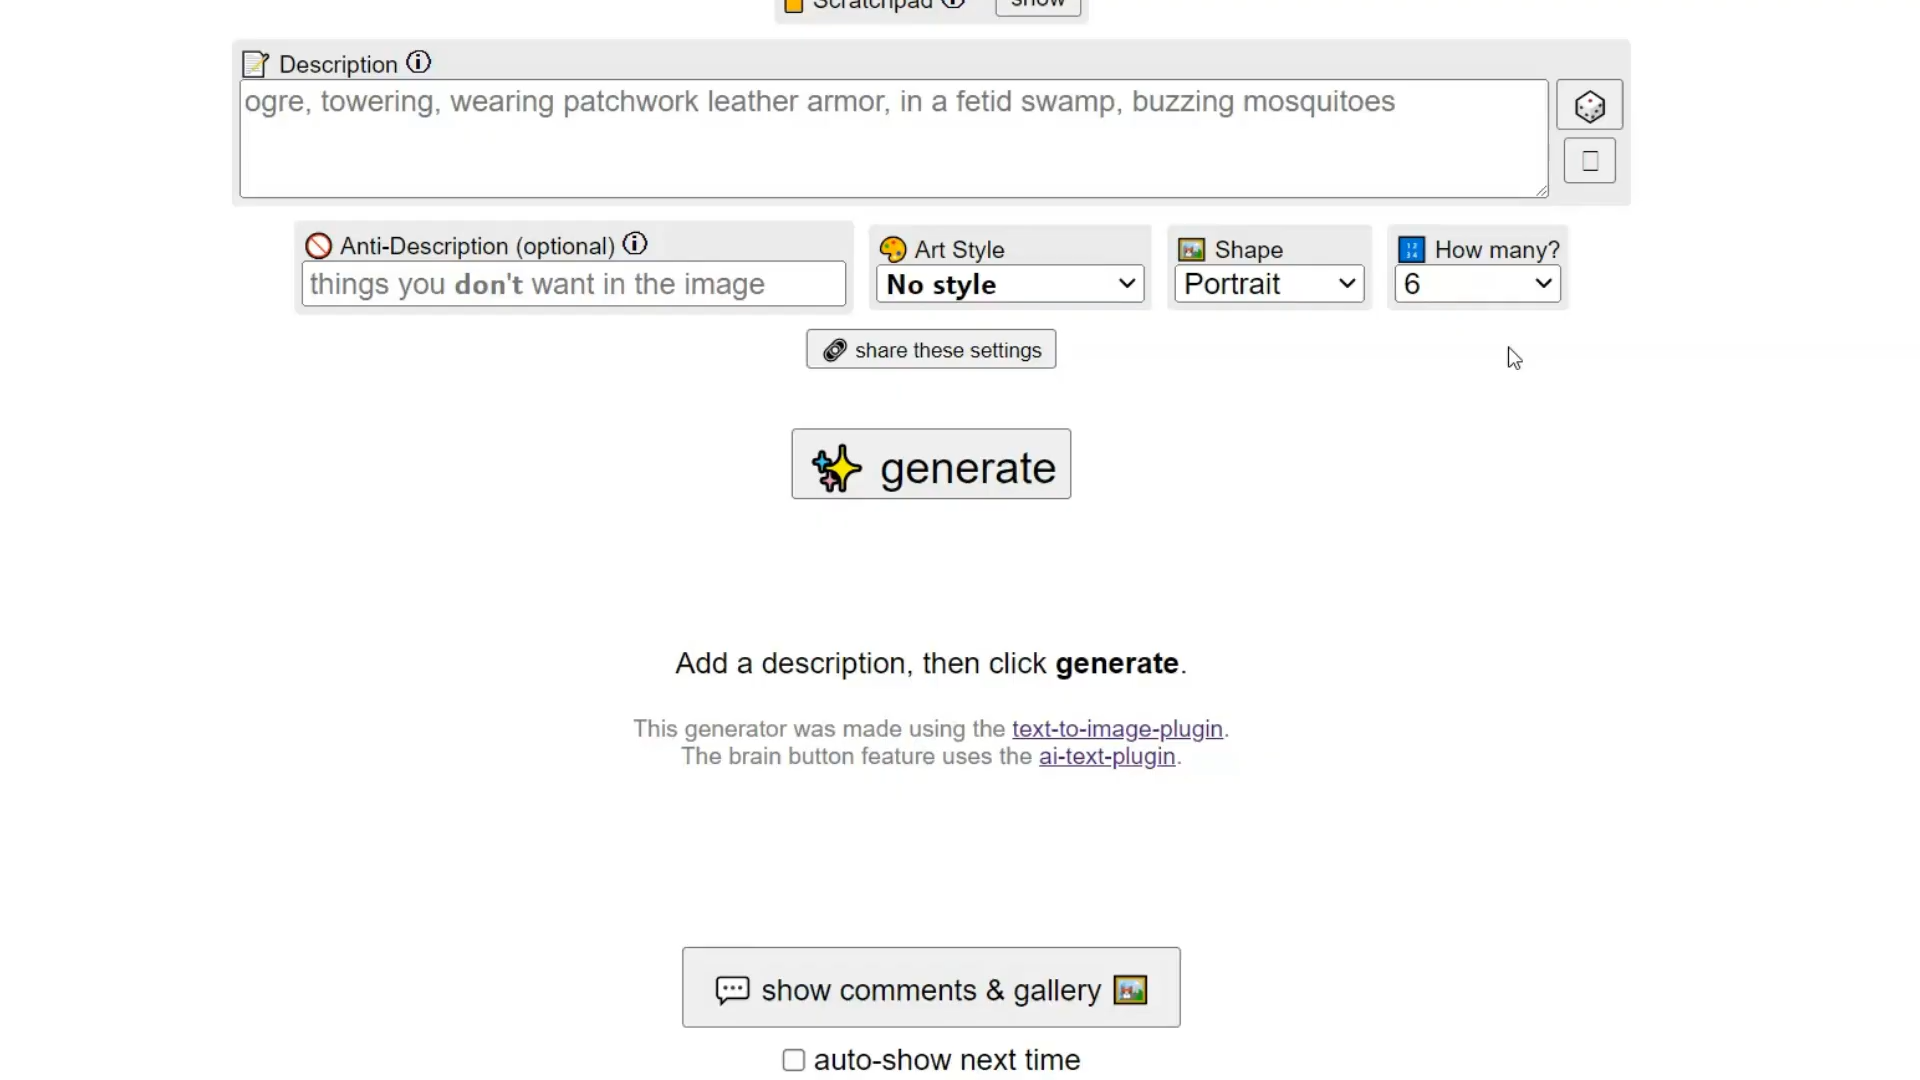 Scratchpad show
Description
ogre, towering, wearing patchwork leather armor, in a fetid swamp, buzzing mosquitoes
Anti-Description (optional)
things you don't want in the image
Art Style
No style
Shape
Portrait
How many?
6
share these settings
generate
Add a description, then click generate.
This generator was made using the text-to-image-plugin.
The brain button feature uses the ai-text-plugin.
show comments & gallery
auto-show next time